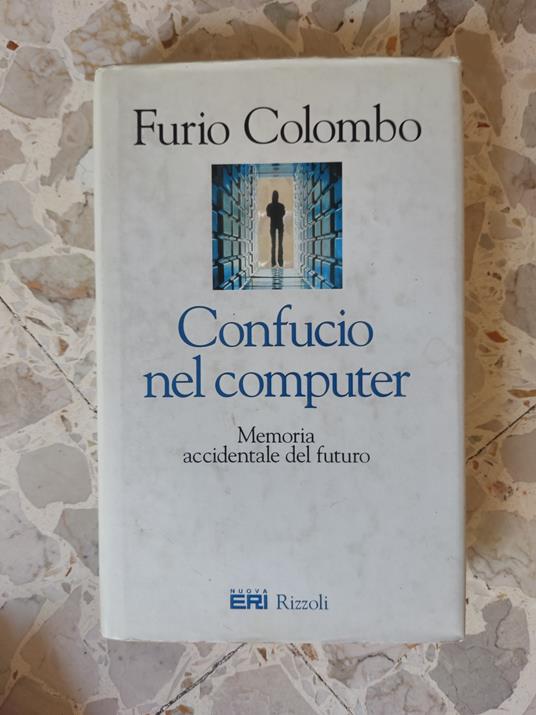 Furio Colombo
Confucio
nel computer
Memoria
accidentale del futuro
NUOVA
ERI Rizzoli